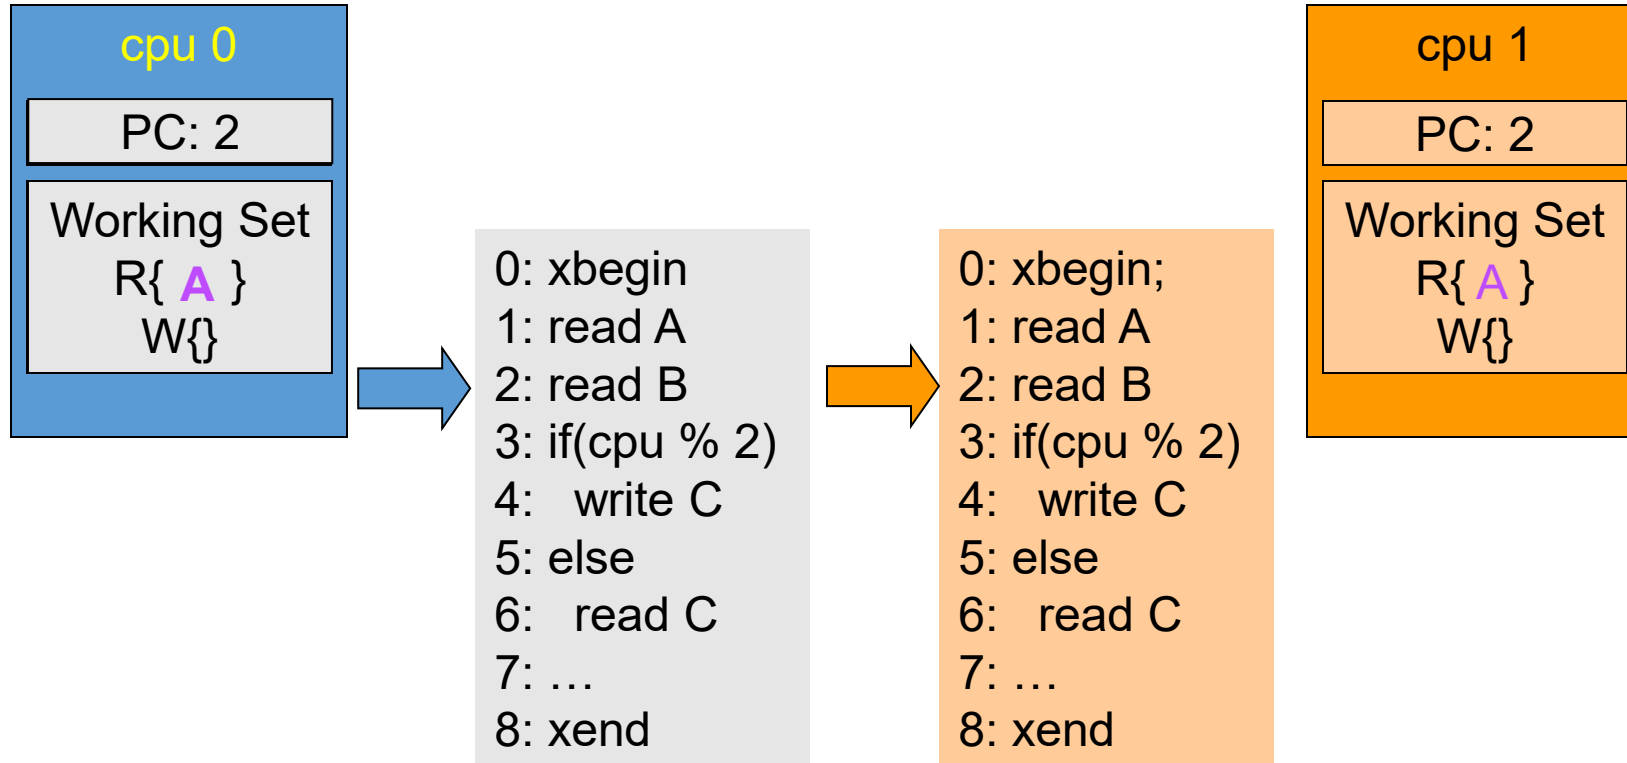 cpu 0
PC: 2
Working Set
R{ A }
W{}
0: xbegin
1: read A
2: read B
3: if(cpu % 2)
4:   write C
5: else
6:   read C
7: …
8: xend
0: xbegin;
1: read A
2: read B
3: if(cpu % 2)
4:   write C
5: else
6:   read C
7: …
8: xend
cpu 1
PC: 2
Working Set
R{ A }
W{}